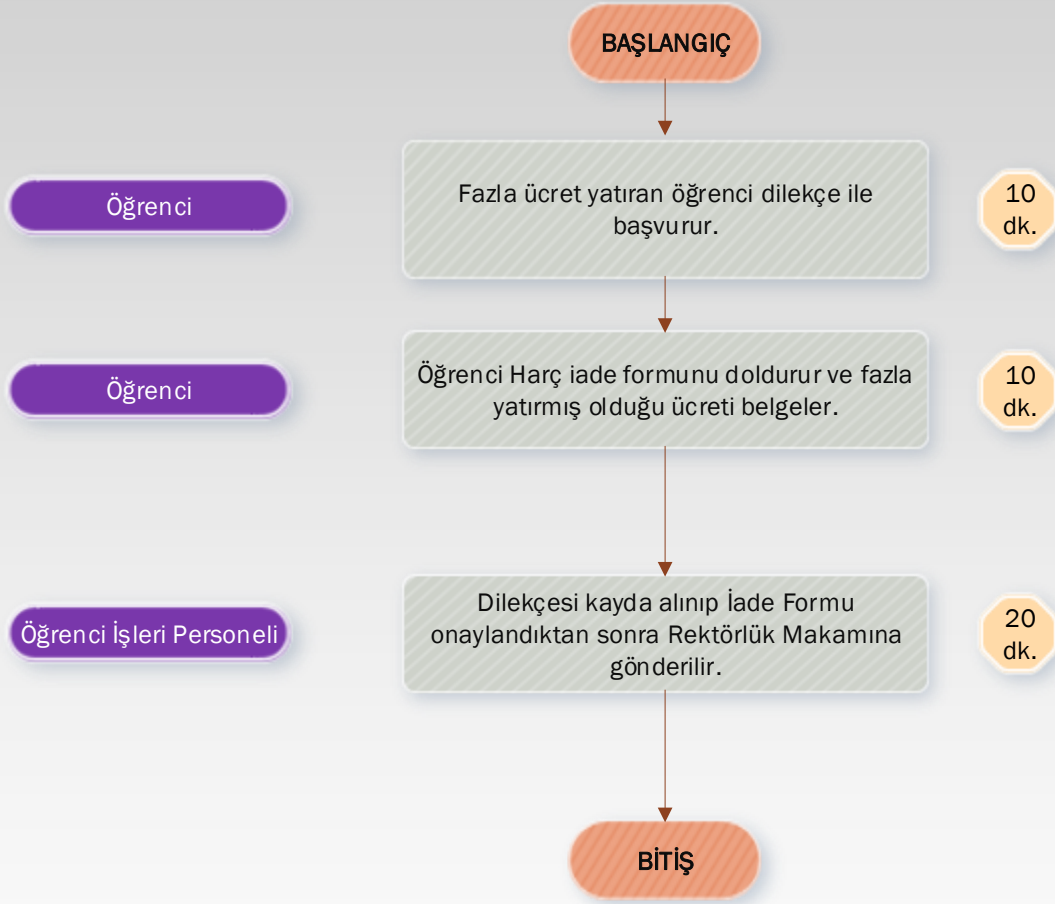 BAŞLANGIÇ
Öğrenci
Fazla ücret yatıran öğrenci dilekçe ile
başvurur.
10
dk.
Öğrenci
Öğrenci Harç iade formunu doldurur ve fazla
yatırmış olduğu ücreti belgeler.
10
dk.
Öğrenci İşleri Personeli
Dilekçesi kayda alınıp İade Formu
onaylandıktan sonra Rektörlük Makamına
gönderilir.
20
dk.
BİTİŞ